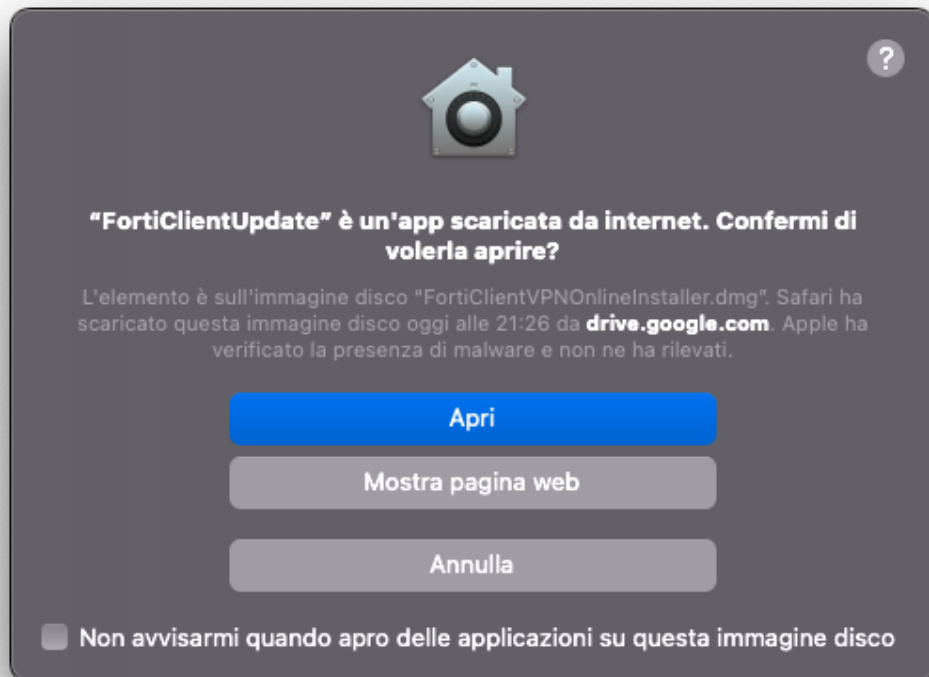 ?
“FortiClientUpdate” è un'app scaricata da internet. Confermi di
volerla aprire?
L'elemento è sull'immagine disco “FortiClientVPNOnlineInstaller.dmg”. Safari ha
scaricato questa immagine disco oggi alle 21:26 da drive.google.com. Apple ha
verificato la presenza di malware e non ne ha rilevati.
Apri
Mostra pagina web
Annulla
Non avvisarmi quando apro delle applicazioni su questa immagine disco